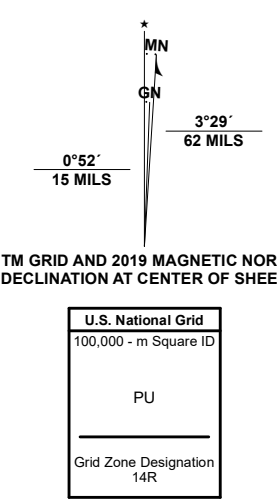 MN
GN
3°29´
62 MILS
0°52´
15 MILS
TM GRID AND 2019 MAGNETIC NOR
DECLINATION AT CENTER OF SHEE
U.S. National Grid
100,000 - m Square ID
PU
Grid Zone Designation
14R